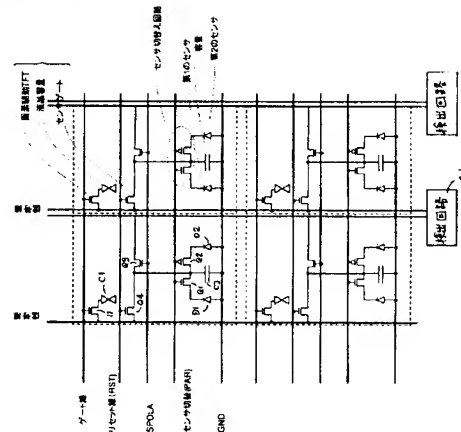 画素駆動TFT
液晶容量
センサゲート
センサ切替え回路
第1のセンサ
容量
第2のセンサ
信号線
信号線
信号線
ゲート線
リセット線(RST)
SPOLA
センサ切替(PAR)
GND
C1
Q4
Q3
Q1
Q2
D1
D2
C2
検出回路
検出回路